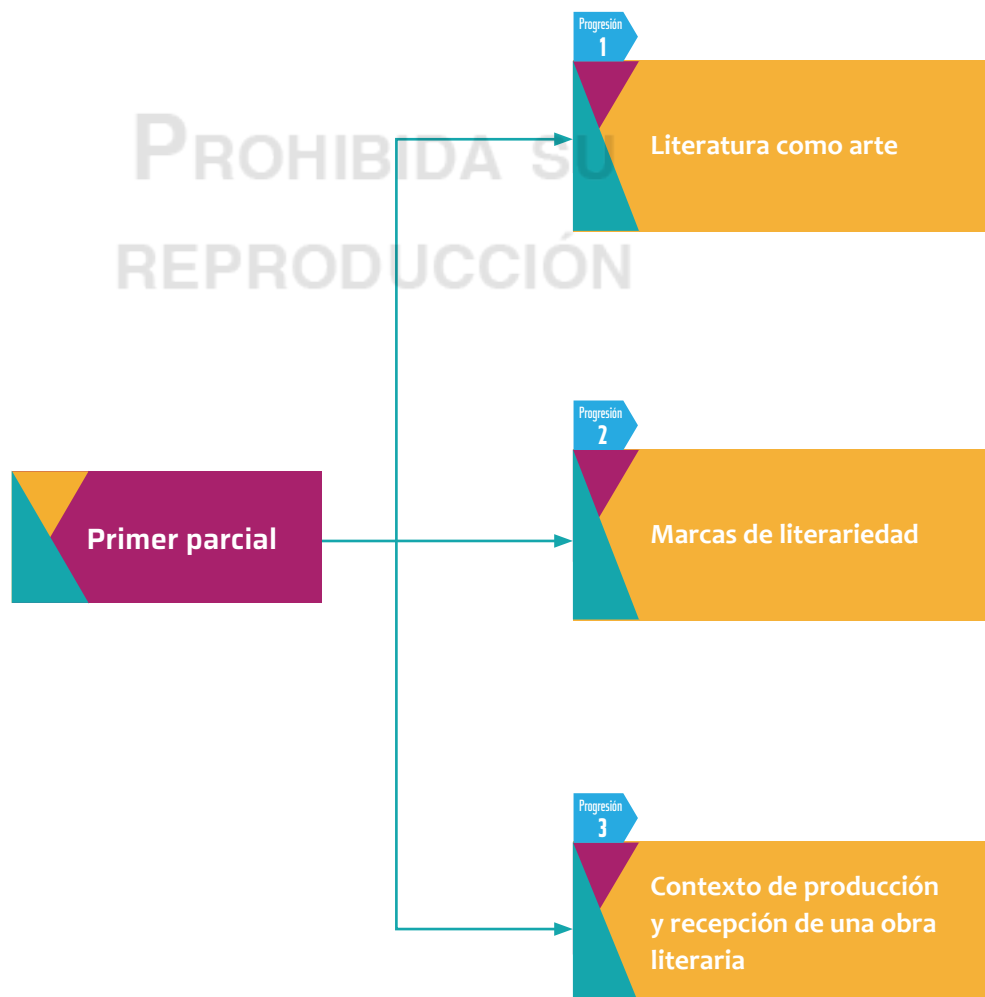 Progresión
1
PROHIBIDA SU
REPRODUCCIÓN
Literatura como arte
Progresión
2
Primer parcial
Marcas de literariedad
Progresión
3
Contexto de producción
y recepción de una obra
literaria